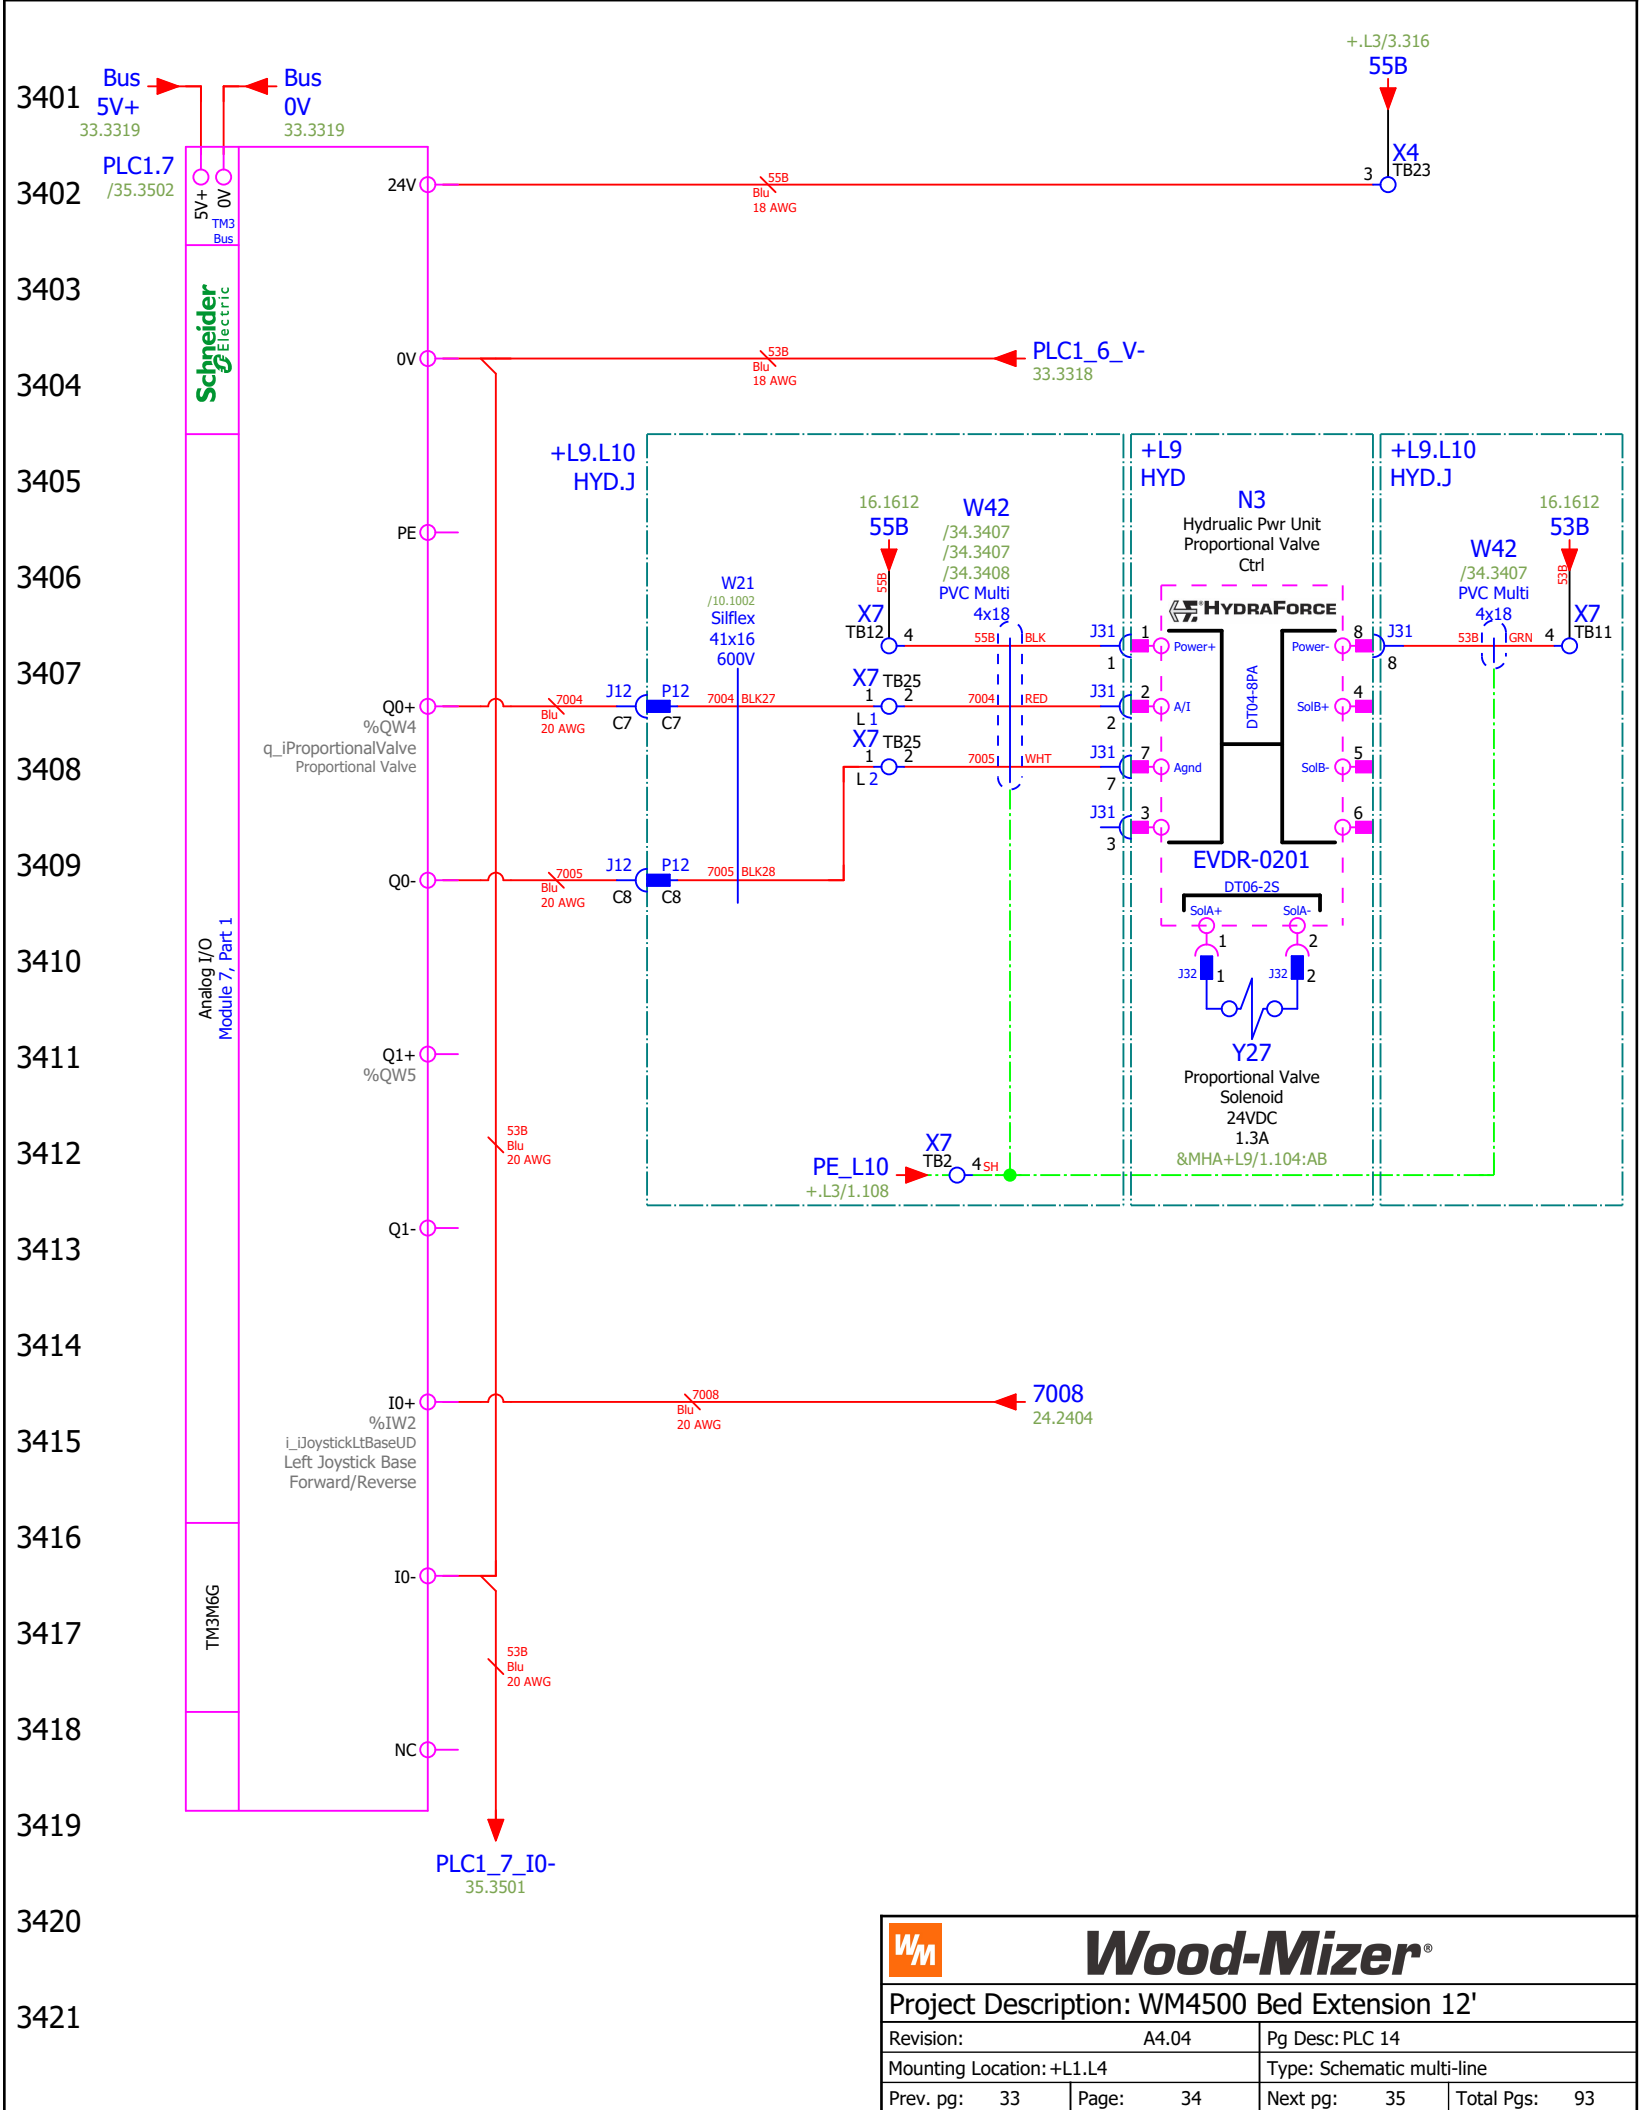 3401
3402
3403
3404
3405
3406
3407
3408
3409
3410
3411
3412
3413
3414
3415
3416
3417
3418
3419
3420
3421
Bus
5V+
33.3319
Bus
0V
33.3319
PLC1.7
/35.3502
5V+
0V
TM3
Bus
Schneider
Electric
Analog I/O
Module 7, Part 1
TM3M6G
24V
0V
PE
Q0+
%QW4
q_iProportionalValve
Proportional Valve
Q0-
Q1+
%QW5
Q1-
I0+
%IW2
i_iJoystickLtBaseUD
Left Joystick Base
Forward/Reverse
I0-
NC
55B
Blu
18 AWG
+.L3/3.316
55B
3
X4
TB23
53B
Blu
18 AWG
PLC1_6_V-
33.3318
+L9.L10
HYD.J
W21
/10.1002
Silflex
41x16
600V
16.1612
55B
55B
X7
TB12
4
W42
/34.3407
/34.3407
/34.3408
PVC Multi
4x18
55B
BLK
J31
1
7004
Blu
20 AWG
J12
C7
P12
C7
7004
BLK27
X7
TB25
1
2
L 1
7004
RED
J31
2
X7
TB25
1
2
L 2
7005
WHT
J31
7
J31
3
7005
Blu
20 AWG
J12
C8
P12
C8
7005
BLK28
+L9
HYD
N3
Hydrualic Pwr Unit
Proportional Valve
Ctrl
HYDRAFORCE
1
Power+
2
A/I
7
Agnd
3
DT04-8PA
8
Power-
4
SolB+
5
SolB-
6
EVDR-0201
DT06-2S
SolA+
SolA-
1
2
J32
1
J32
2
Y27
Proportional Valve
Solenoid
24VDC
1.3A
&MHA+L9/1.104:AB
+L9.L10
HYD.J
16.1612
53B
53B
W42
/34.3407
PVC Multi
4x18
J31
8
53B
GRN
4
X7
TB11
PE_L10
+.L3/1.108
X7
TB2
4
SH
53B
Blu
20 AWG
7008
Blu
20 AWG
7008
24.2404
53B
Blu
20 AWG
PLC1_7_I0-
35.3501
WM
Wood-Mizer®
Project Description: WM4500 Bed Extension 12'
Revision: A4.04
Pg Desc: PLC 14
Mounting Location: +L1.L4
Type: Schematic multi-line
Prev. pg: 33
Page: 34
Next pg: 35
Total Pgs: 93